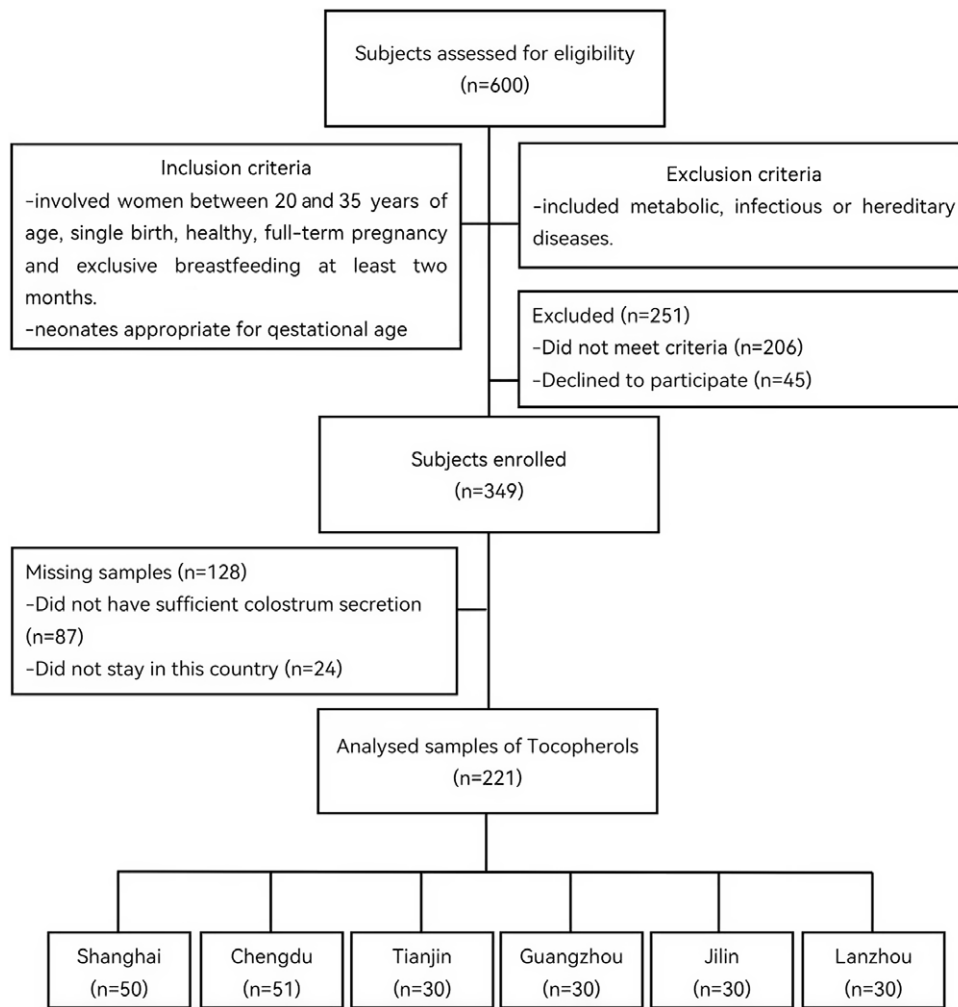 Subjects assessed for eligibility
(n=600)
Inclusion criteria
-involved women between 20 and 35 years of
age, single birth, healthy, full-term pregnancy
and exclusive breastfeeding at least two
months.
-neonates appropriate for qestational age
Exclusion criteria
-included metabolic, infectious or hereditary
diseases.
Excluded (n=251)
-Did not meet criteria (n=206)
-Declined to participate (n=45)
Subjects enrolled
(n=349)
Missing samples (n=128)
-Did not have sufficient colostrum secretion
(n=87)
-Did not stay in this country (n=24)
Analysed samples of Tocopherols
(n=221)
Shanghai
(n=50)
Chengdu
(n=51)
Tianjin
(n=30)
Guangzhou
(n=30)
Jilin
(n=30)
Lanzhou
(n=30)